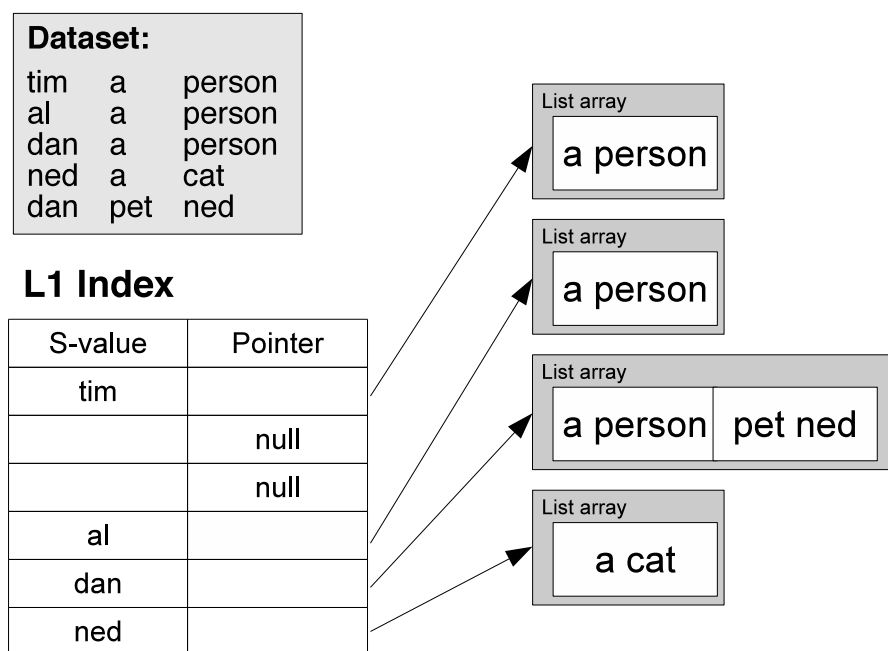 Dataset:
tim a person
al a person
dan a person
ned a cat
dan pet ned
L1 Index
S-value Pointer
tim
null
null
al
dan
ned
List array
a person
List array
a person
List array
a person pet ned
List array
a cat